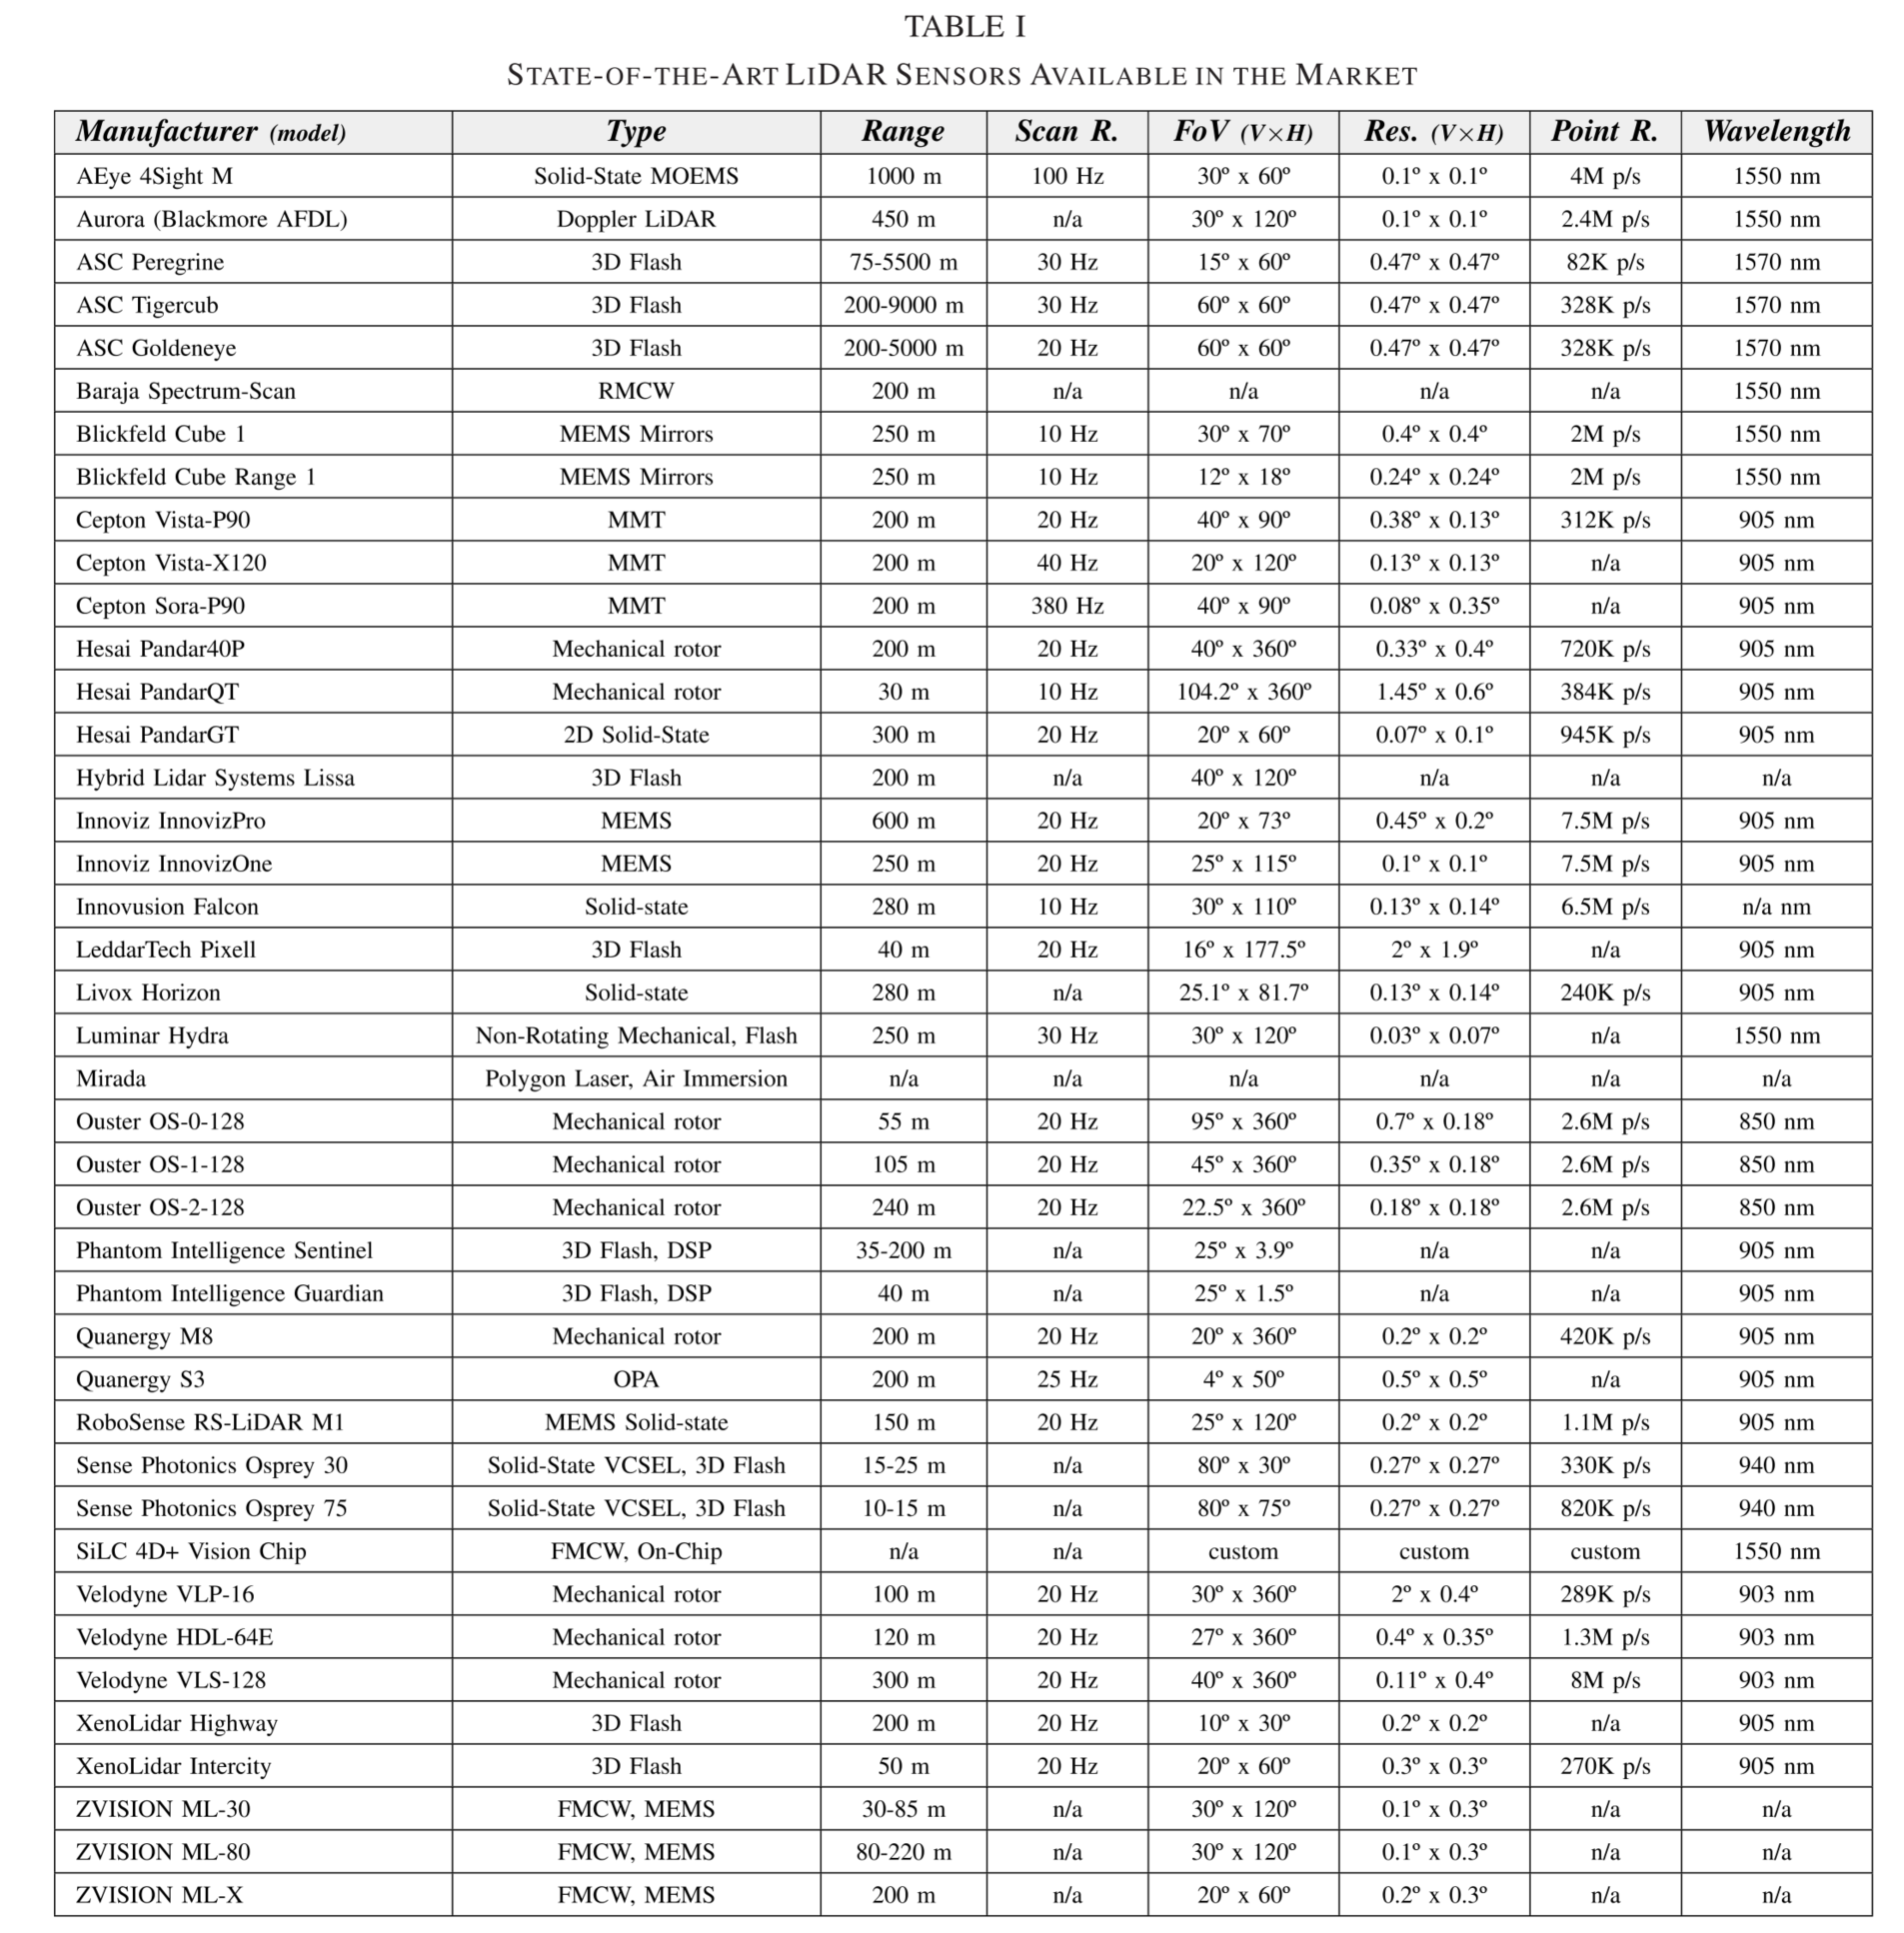 TABLE I
STATE-OF-THE-ART LIDAR SENSORS AVAILABLE IN THE MARKET
Manufacturer (model) Type Range Scan R. FoV (V×H) Res. (V×H) Point R. Wavelength
AEye 4Sight M Solid-State MOEMS 1000 m 100 Hz 30º x 60º 0.1º x 0.1º 4M p/s 1550 nm
Aurora (Blackmore AFDL) Doppler LiDAR 450 m n/a 30º x 120º 0.1º x 0.1º 2.4M p/s 1550 nm
ASC Peregrine 3D Flash 75-5500 m 30 Hz 15º x 60º 0.47º x 0.47º 82K p/s 1570 nm
ASC Tigercub 3D Flash 200-9000 m 30 Hz 60º x 60º 0.47º x 0.47º 328K p/s 1570 nm
ASC Goldeneye 3D Flash 200-5000 m 20 Hz 60º x 60º 0.47º x 0.47º 328K p/s 1570 nm
Baraja Spectrum-Scan RMCW 200 m n/a n/a n/a n/a 1550 nm
Blickfeld Cube 1 MEMS Mirrors 250 m 10 Hz 30º x 70º 0.4º x 0.4º 2M p/s 1550 nm
Blickfeld Cube Range 1 MEMS Mirrors 250 m 10 Hz 12º x 18º 0.24º x 0.24º 2M p/s 1550 nm
Cepton Vista-P90 MMT 200 m 20 Hz 40º x 90º 0.38º x 0.13º 312K p/s 905 nm
Cepton Vista-X120 MMT 200 m 40 Hz 20º x 120º 0.13º x 0.13º n/a 905 nm
Cepton Sora-P90 MMT 200 m 380 Hz 40º x 90º 0.08º x 0.35º n/a 905 nm
Hesai Pandar40P Mechanical rotor 200 m 20 Hz 40º x 360º 0.33º x 0.4º 720K p/s 905 nm
Hesai PandarQT Mechanical rotor 30 m 10 Hz 104.2º x 360º 1.45º x 0.6º 384K p/s 905 nm
Hesai PandarGT 2D Solid-State 300 m 20 Hz 20º x 60º 0.07º x 0.1º 945K p/s 905 nm
Hybrid Lidar Systems Lissa 3D Flash 200 m n/a 40º x 120º n/a n/a n/a
Innoviz InnovizPro MEMS 600 m 20 Hz 20º x 73º 0.45º x 0.2º 7.5M p/s 905 nm
Innoviz InnovizOne MEMS 250 m 20 Hz 25º x 115º 0.1º x 0.1º 7.5M p/s 905 nm
Innovusion Falcon Solid-state 280 m 10 Hz 30º x 110º 0.13º x 0.14º 6.5M p/s n/a nm
LeddarTech Pixell 3D Flash 40 m 20 Hz 16º x 177.5º 2º x 1.9º n/a 905 nm
Livox Horizon Solid-state 280 m n/a 25.1º x 81.7º 0.13º x 0.14º 240K p/s 905 nm
Luminar Hydra Non-Rotating Mechanical, Flash 250 m 30 Hz 30º x 120º 0.03º x 0.07º n/a 1550 nm
Mirada Polygon Laser, Air Immersion n/a n/a n/a n/a n/a n/a
Ouster OS-0-128 Mechanical rotor 55 m 20 Hz 95º x 360º 0.7º x 0.18º 2.6M p/s 850 nm
Ouster OS-1-128 Mechanical rotor 105 m 20 Hz 45º x 360º 0.35º x 0.18º 2.6M p/s 850 nm
Ouster OS-2-128 Mechanical rotor 240 m 20 Hz 22.5º x 360º 0.18º x 0.18º 2.6M p/s 850 nm
Phantom Intelligence Sentinel 3D Flash, DSP 35-200 m n/a 25º x 3.9º n/a n/a 905 nm
Phantom Intelligence Guardian 3D Flash, DSP 40 m n/a 25º x 1.5º n/a n/a 905 nm
Quanergy M8 Mechanical rotor 200 m 20 Hz 20º x 360º 0.2º x 0.2º 420K p/s 905 nm
Quanergy S3 OPA 200 m 25 Hz 4º x 50º 0.5º x 0.5º n/a 905 nm
RoboSense RS-LiDAR M1 MEMS Solid-state 150 m 20 Hz 25º x 120º 0.2º x 0.2º 1.1M p/s 905 nm
Sense Photonics Osprey 30 Solid-State VCSEL, 3D Flash 15-25 m n/a 80º x 30º 0.27º x 0.27º 330K p/s 940 nm
Sense Photonics Osprey 75 Solid-State VCSEL, 3D Flash 10-15 m n/a 80º x 75º 0.27º x 0.27º 820K p/s 940 nm
SiLC 4D+ Vision Chip FMCW, On-Chip n/a n/a custom custom custom 1550 nm
Velodyne VLP-16 Mechanical rotor 100 m 20 Hz 30º x 360º 2º x 0.4º 289K p/s 903 nm
Velodyne HDL-64E Mechanical rotor 120 m 20 Hz 27º x 360º 0.4º x 0.35º 1.3M p/s 903 nm
Velodyne VLS-128 Mechanical rotor 300 m 20 Hz 40º x 360º 0.11º x 0.4º 8M p/s 903 nm
XenoLidar Highway 3D Flash 200 m 20 Hz 10º x 30º 0.2º x 0.2º n/a 905 nm
XenoLidar Intercity 3D Flash 50 m 20 Hz 20º x 60º 0.3º x 0.3º 270K p/s 905 nm
ZVISION ML-30 FMCW, MEMS 30-85 m n/a 30º x 120º 0.1º x 0.3º n/a n/a
ZVISION ML-80 FMCW, MEMS 80-220 m n/a 30º x 120º 0.1º x 0.3º n/a n/a
ZVISION ML-X FMCW, MEMS 200 m n/a 20º x 60º 0.2º x 0.3º n/a n/a